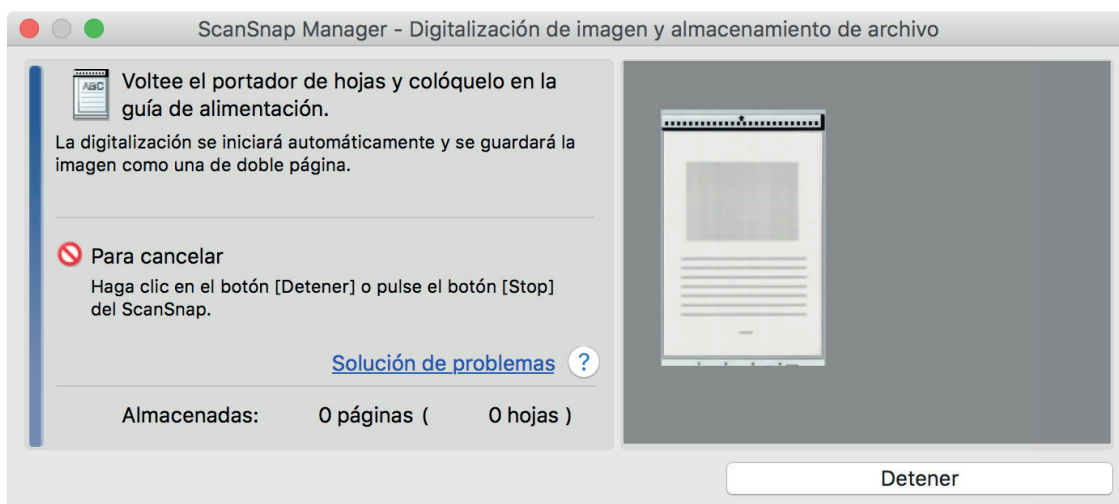 ScanSnap Manager - Digitalización de imagen y almacenamiento de archivo
ABC
Voltee el portador de hojas y colóquelo en la
guía de alimentación.
La digitalización se iniciará automáticamente y se guardará la
imagen como una de doble página.
Para cancelar
Haga clic en el botón [Detener] o pulse el botón [Stop]
del ScanSnap.
Solución de problemas ?
Almacenadas: 0 páginas ( 0 hojas )
Detener